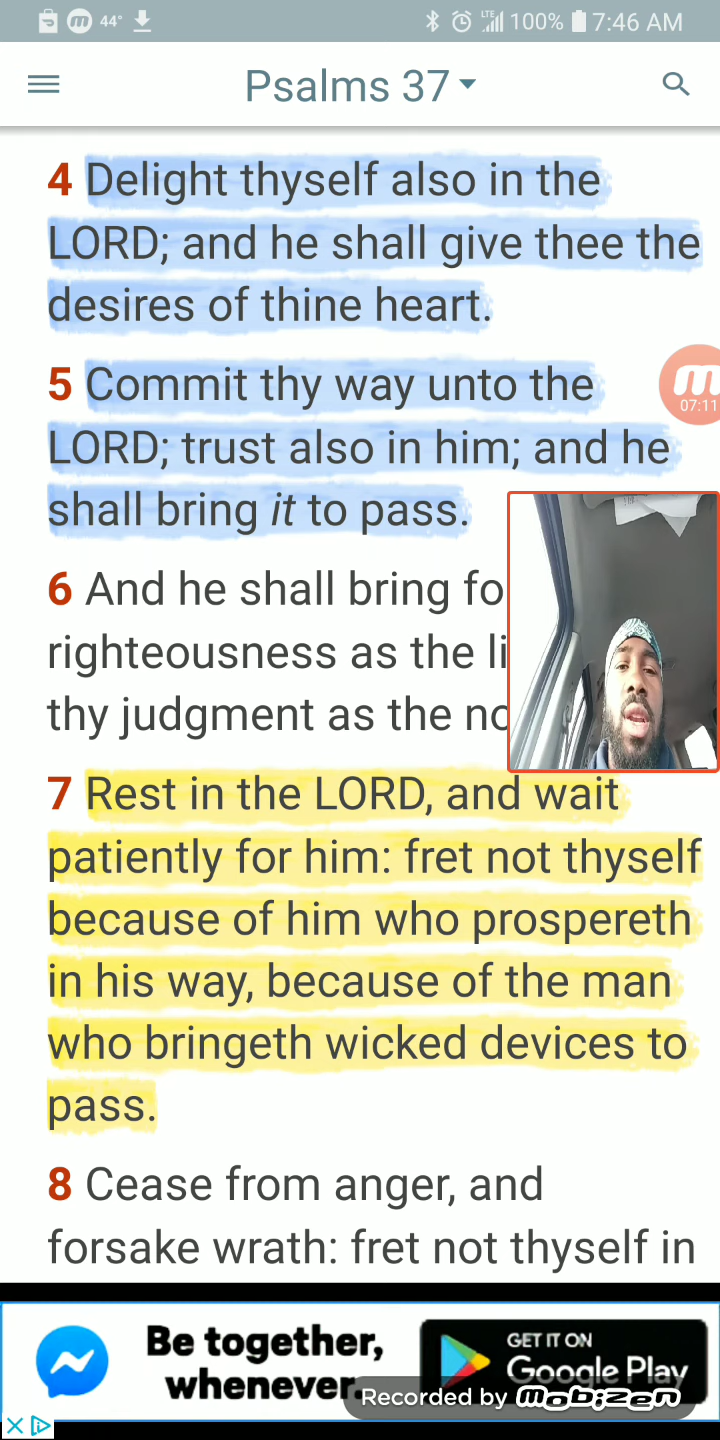 44° LTE 100% 7:46 AM
Psalms 37
4 Delight thyself also in the
LORD; and he shall give thee the
desires of thine heart.
5 Commit thy way unto the
LORD; trust also in him; and he
shall bring it to pass.
6 And he shall bring fo
righteousness as the li
thy judgment as the no
7 Rest in the LORD, and wait
patiently for him: fret not thyself
because of him who prospereth
in his way, because of the man
who bringeth wicked devices to
pass.
8 Cease from anger, and
forsake wrath: fret not thyself in
m
07:11
Be together,
whenever.
GET IT ON
Google Play
Recorded by mobizen